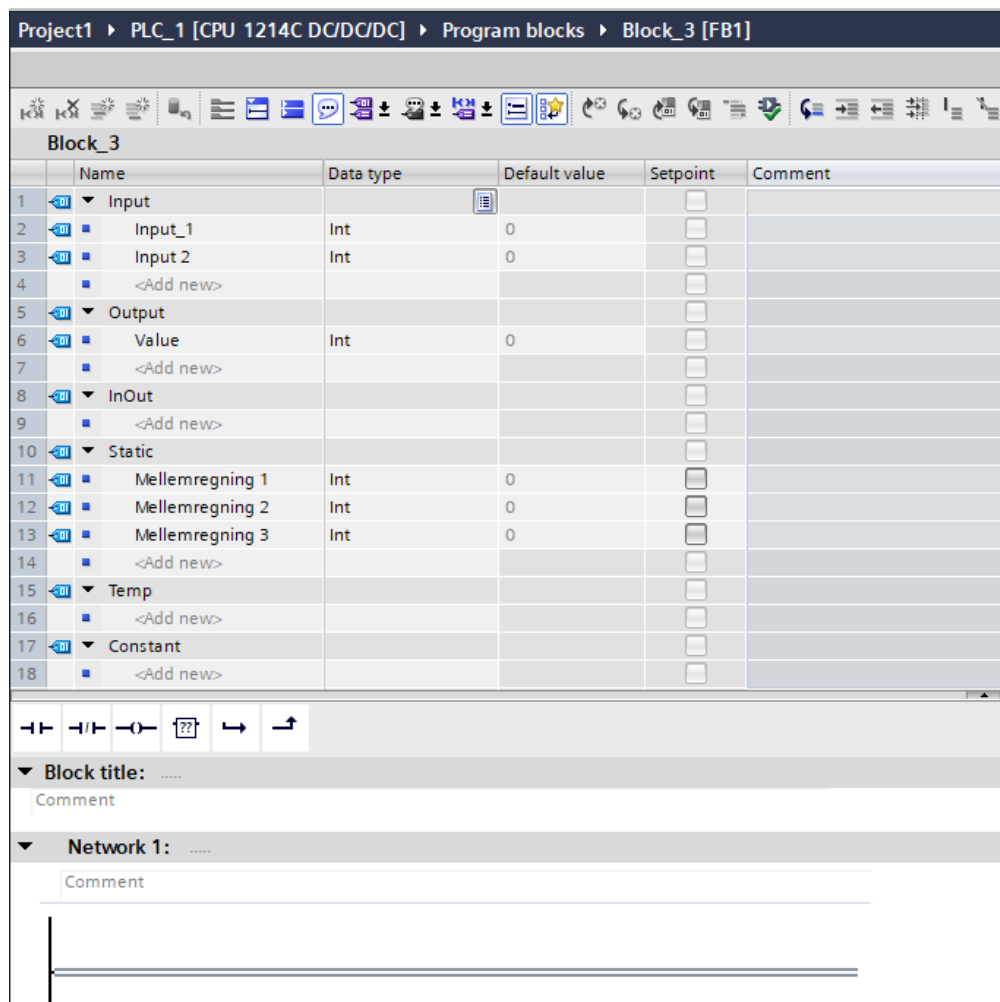 Project1 ▸ PLC_1 [CPU 1214C DC/DC/DC] ▸ Program blocks ▸ Block_3 [FB1]
Block_3
Name Data type Default value Setpoint Comment
1 Input
2 Input_1 Int 0
3 Input 2 Int 0
4 <Add new>
5 Output
6 Value Int 0
7 <Add new>
8 InOut
9 <Add new>
10 Static
11 Mellemregning 1 Int 0
12 Mellemregning 2 Int 0
13 Mellemregning 3 Int 0
14 <Add new>
15 Temp
16 <Add new>
17 Constant
18 <Add new>
??
Block title: .....
Comment
Network 1: .....
Comment